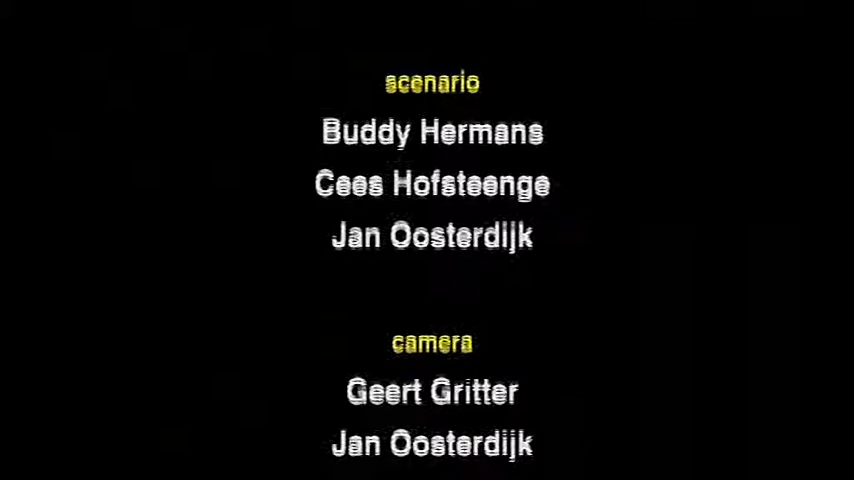 scenario
Buddy Hermans
Cees Hofsteenge
Jan Oosterdijk
camera
Geert Gritter
Jan Oosterdijk